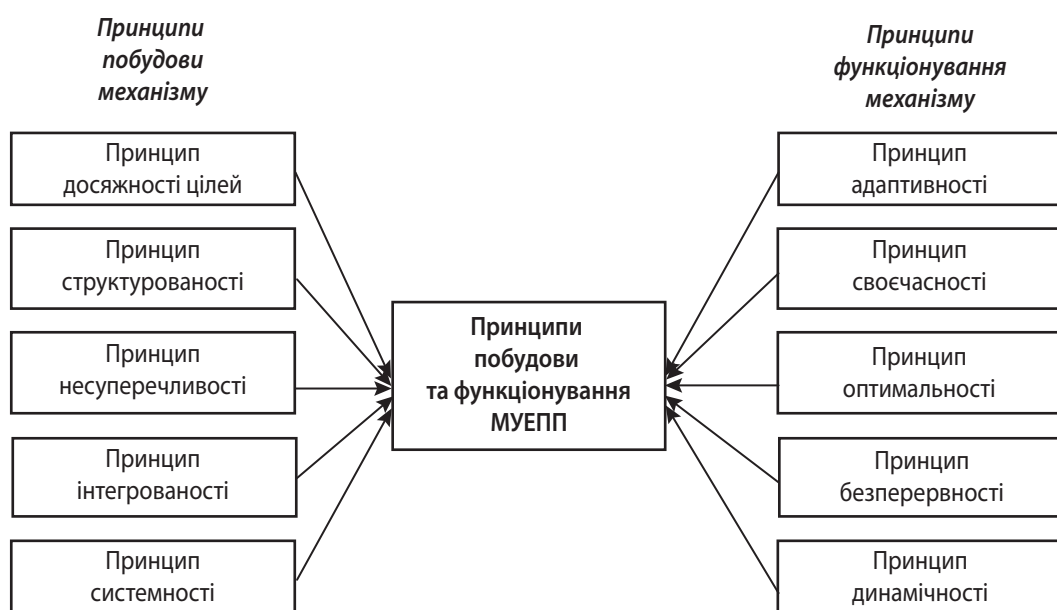 Принципи
побудови
механізму
Принцип
досяжності цілей
Принцип
структурованості
Принцип
несуперечливості
Принцип
інтегрованості
Принцип
системності
Принципи
побудови
та функціонування
МУЕПП
Принципи
функціонування
механізму
Принцип
адаптивності
Принцип
своєчасності
Принцип
оптимальності
Принцип
безперервності
Принцип
динамічності